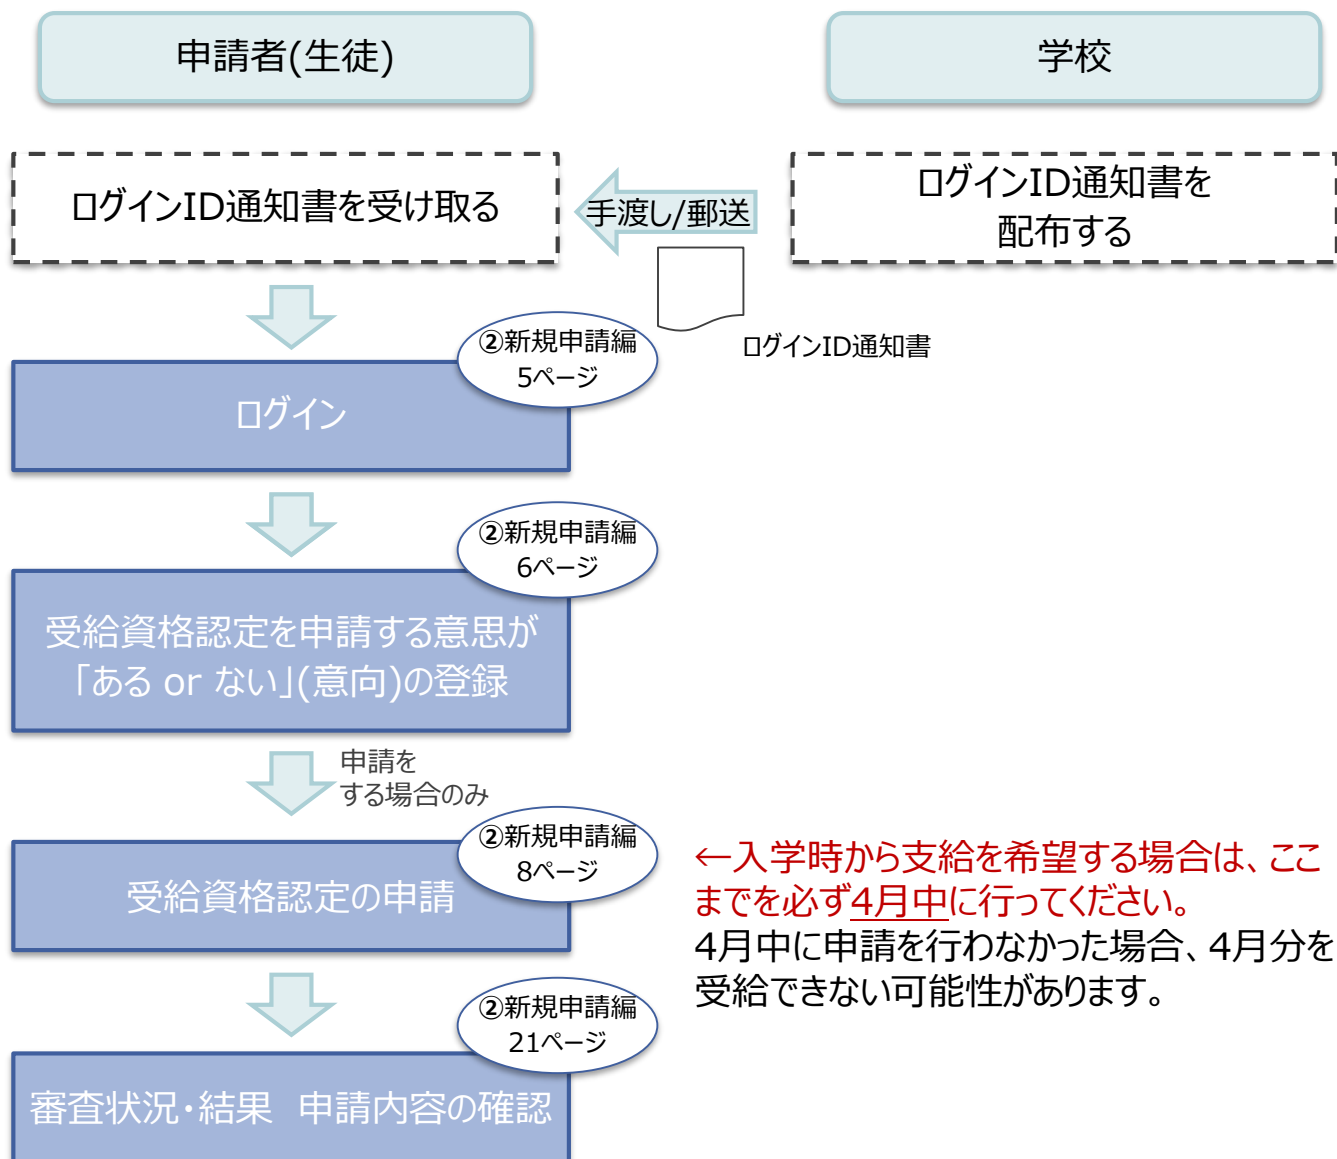 申請者(生徒)
学校
ログインID通知書を受け取る
手渡し/郵送
ログインID通知書を
配布する
ログインID通知書
②新規申請編
5ページ
ログイン
②新規申請編
6ページ
受給資格認定を申請する意思が
「ある or ない」(意向)の登録
申請を
する場合のみ
②新規申請編
8ページ
受給資格認定の申請
←入学時から支給を希望する場合は、ここ
までを必ず4月中に行ってください。
4月中に申請を行わなかった場合、4月分を
受給できない可能性があります。
②新規申請編
21ページ
審査状況・結果　申請内容の確認